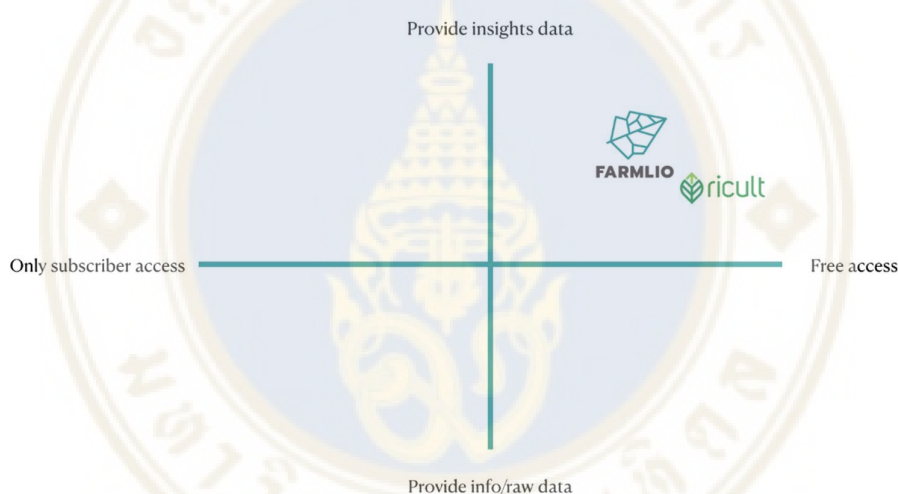 Provide insights data
FARMLIO
ricult
Only subscriber access
Free access
Provide info/raw data